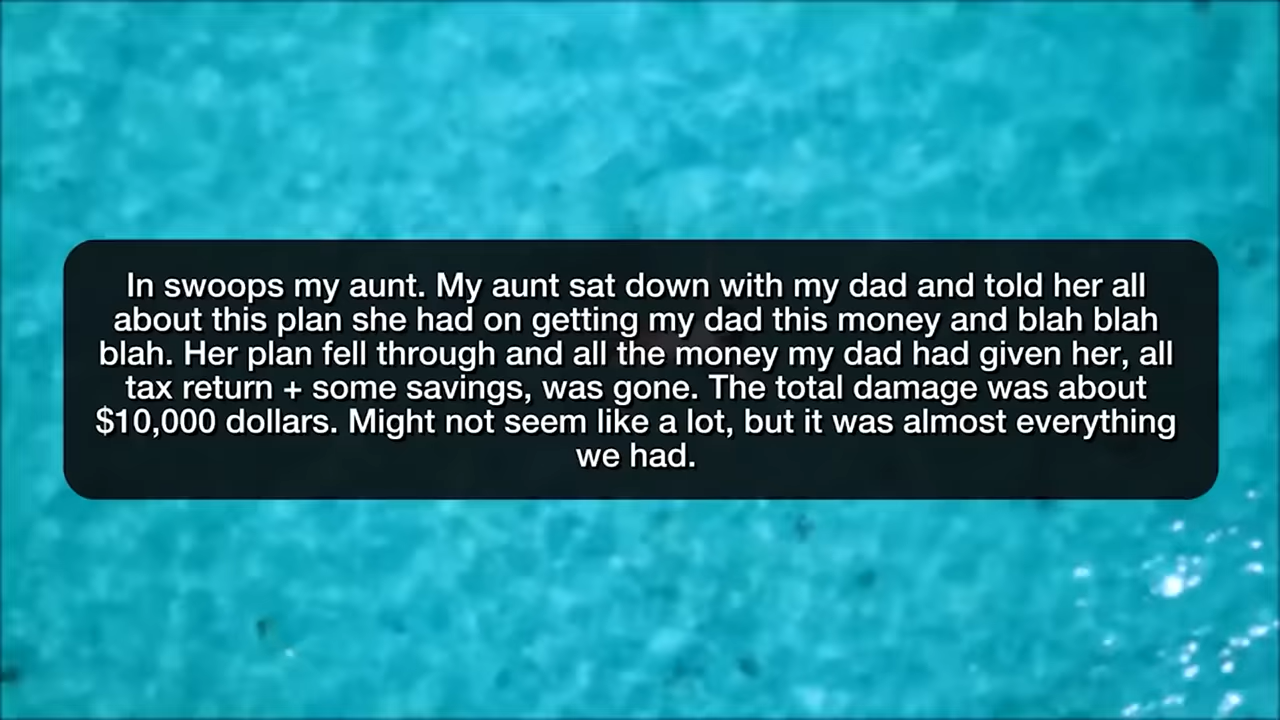 In swoops my aunt. My aunt sat down with my dad and told her all
about this plan she had on getting my dad this money and blah blah
blah. Her plan fell through and all the money my dad had given her, all
tax return + some savings, was gone. The total damage was about
$10,000 dollars. Might not seem like a lot, but it was almost everything
we had.